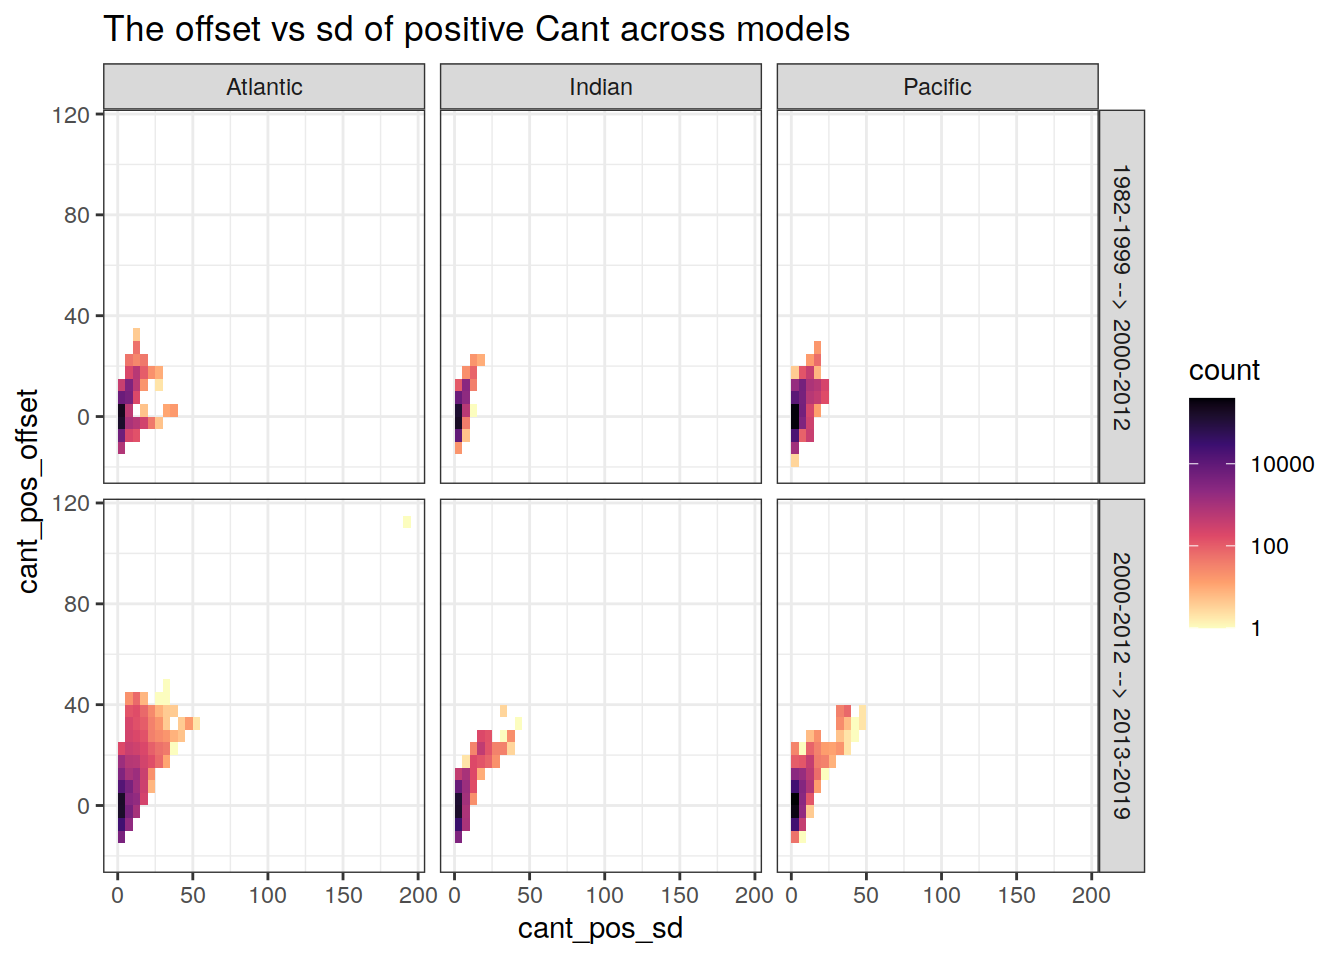 The offset vs sd of positive Cant across models
Atlantic
Indian
Pacific
120
80
40
0
1982-1999 --> 2000-2012
120
80
40
0
2000-2012 --> 2013-2019
cant_pos_offset
0 50 100 150 200
0 50 100 150 200
0 50 100 150 200
cant_pos_sd
count
10000
100
1